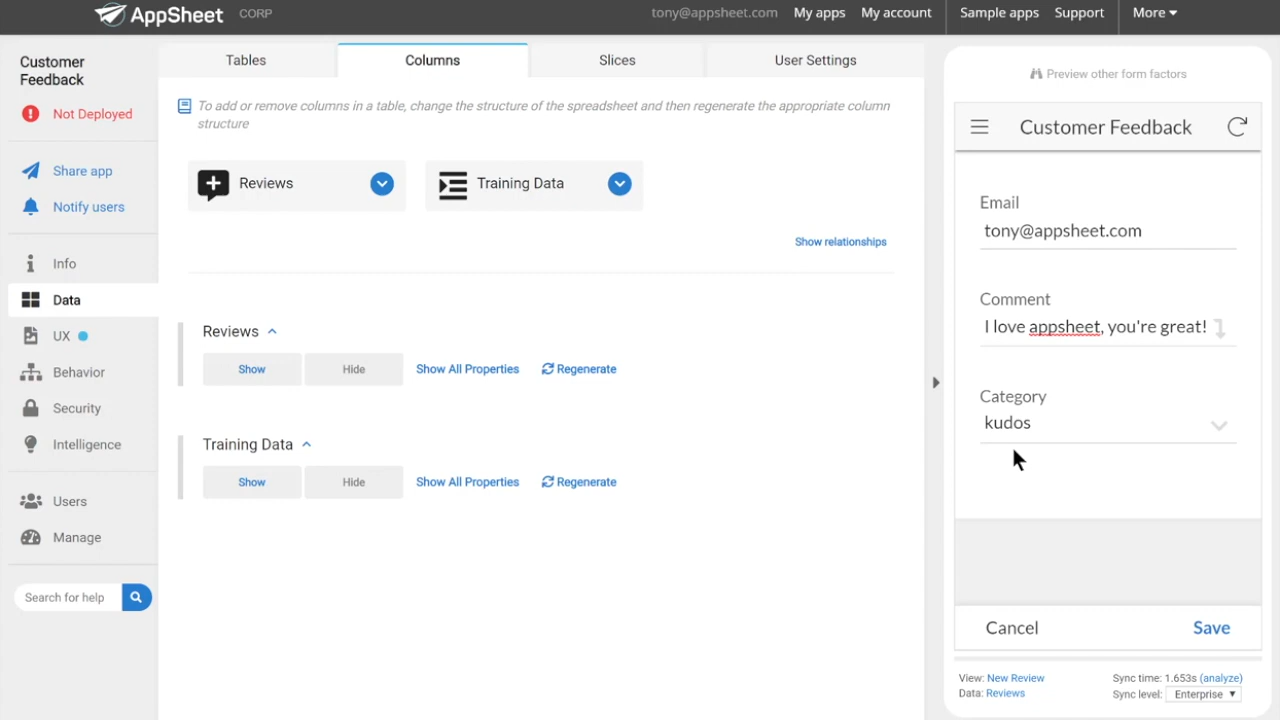 AppSheet CORP
tony@appsheet.com My apps My account Sample apps Support More
Customer
Feedback
Not Deployed
Share app
Notify users
Info
Data
UX
Behavior
Security
Intelligence
Users
Manage
Search for help
Tables Columns Slices User Settings
To add or remove columns in a table, change the structure of the spreadsheet and then regenerate the appropriate column
structure
Reviews Training Data
Show relationships
Reviews
Show Hide Show All Properties Regenerate
Training Data
Show Hide Show All Properties Regenerate
Preview other form factors
Customer Feedback
Email
tony@appsheet.com
Comment
I love appsheet, you're great!
Category
kudos
Cancel Save
View: New Review Sync time: 1.653s (analyze)
Data: Reviews Sync level: Enterprise